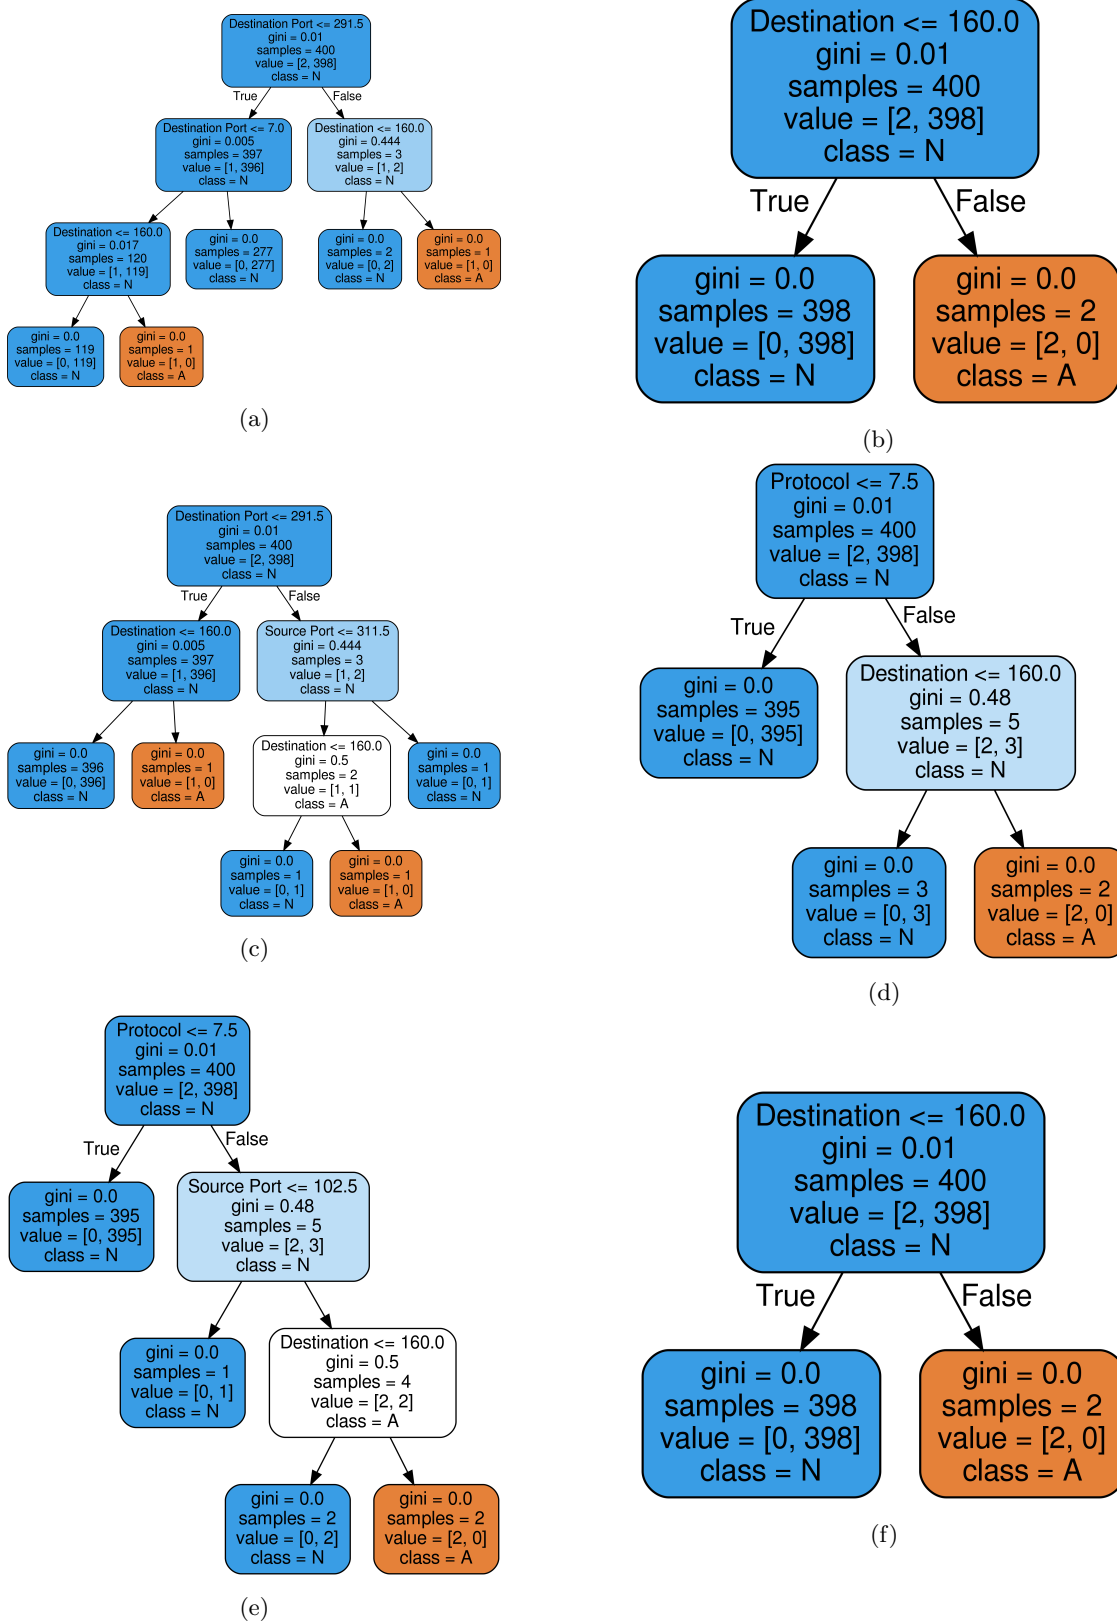 Destination Port <= 291.5
gini = 0.01
samples = 400
value = [2, 398]
class = N
True
False
Destination Port <= 7.0
gini = 0.005
samples = 397
value = [1, 396]
class = N
Destination <= 160.0
gini = 0.444
samples = 3
value = [1, 2]
class = N
Destination <= 160.0
gini = 0.017
samples = 120
value = [1, 119]
class = N
gini = 0.0
samples = 277
value = [0, 277]
class = N
gini = 0.0
samples = 2
value = [0, 2]
class = N
gini = 0.0
samples = 1
value = [1, 0]
class = A
gini = 0.0
samples = 119
value = [0, 119]
class = N
gini = 0.0
samples = 1
value = [1, 0]
class = A
(a)
Destination <= 160.0
gini = 0.01
samples = 400
value = [2, 398]
class = N
True
False
gini = 0.0
samples = 398
value = [0, 398]
class = N
gini = 0.0
samples = 2
value = [2, 0]
class = A
(b)
Destination Port <= 291.5
gini = 0.01
samples = 400
value = [2, 398]
class = N
True
False
Destination <= 160.0
gini = 0.005
samples = 397
value = [1, 396]
class = N
Source Port <= 311.5
gini = 0.444
samples = 3
value = [1, 2]
class = N
gini = 0.0
samples = 396
value = [0, 396]
class = N
gini = 0.0
samples = 1
value = [1, 0]
class = A
Destination <= 160.0
gini = 0.5
samples = 2
value = [1, 1]
class = A
gini = 0.0
samples = 1
value = [0, 1]
class = N
gini = 0.0
samples = 1
value = [0, 1]
class = N
gini = 0.0
samples = 1
value = [1, 0]
class = A
(c)
Protocol <= 7.5
gini = 0.01
samples = 400
value = [2, 398]
class = N
True
False
gini = 0.0
samples = 395
value = [0, 395]
class = N
Destination <= 160.0
gini = 0.48
samples = 5
value = [2, 3]
class = N
gini = 0.0
samples = 3
value = [0, 3]
class = N
gini = 0.0
samples = 2
value = [2, 0]
class = A
(d)
Protocol <= 7.5
gini = 0.01
samples = 400
value = [2, 398]
class = N
True
False
gini = 0.0
samples = 395
value = [0, 395]
class = N
Source Port <= 102.5
gini = 0.48
samples = 5
value = [2, 3]
class = N
gini = 0.0
samples = 1
value = [0, 1]
class = N
Destination <= 160.0
gini = 0.5
samples = 4
value = [2, 2]
class = A
gini = 0.0
samples = 2
value = [0, 2]
class = N
gini = 0.0
samples = 2
value = [2, 0]
class = A
(e)
Destination <= 160.0
gini = 0.01
samples = 400
value = [2, 398]
class = N
True
False
gini = 0.0
samples = 398
value = [0, 398]
class = N
gini = 0.0
samples = 2
value = [2, 0]
class = A
(f)